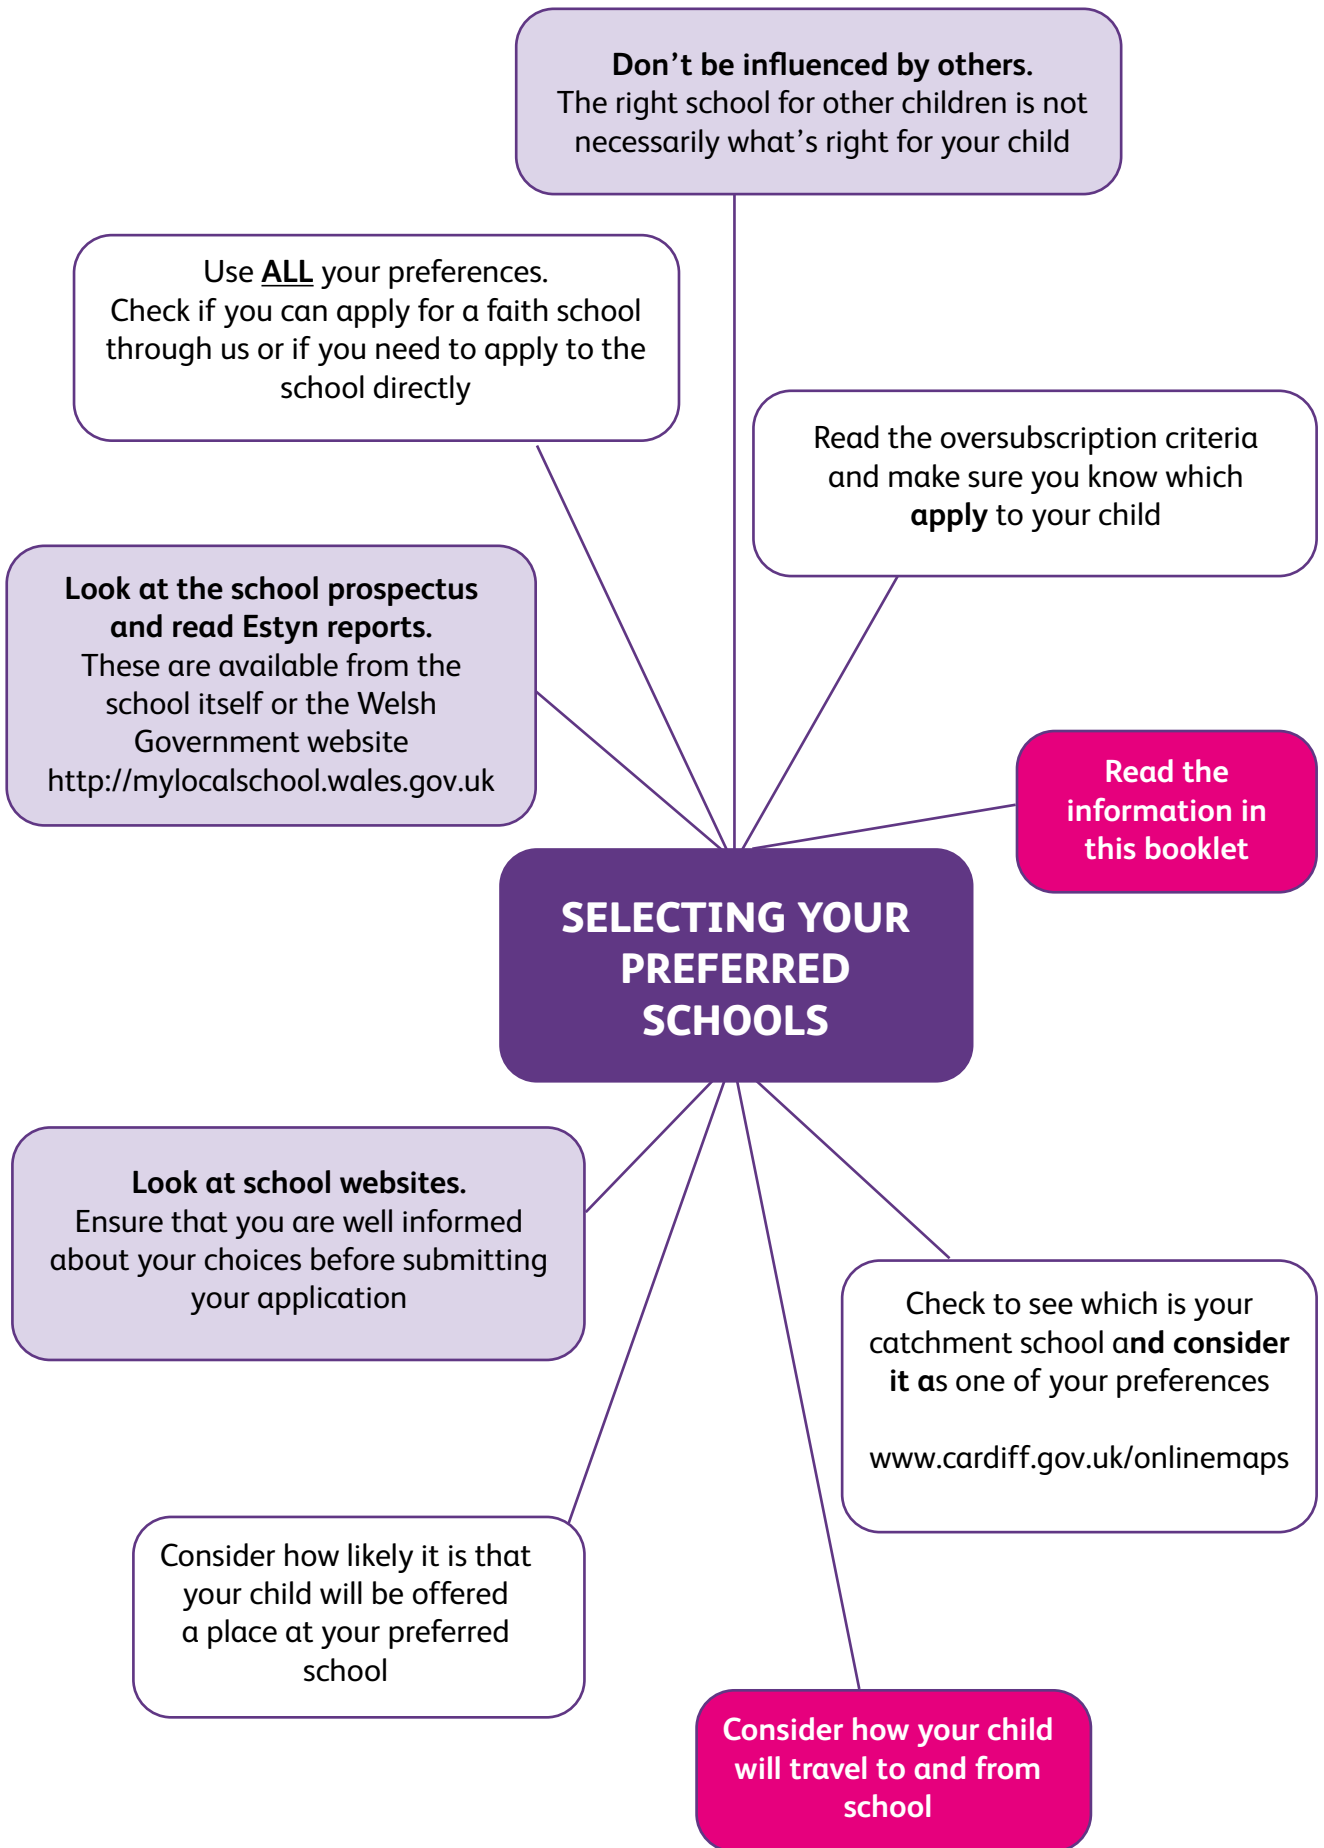 Don’t be influenced by others.
The right school for other children is not
necessarily what’s right for your child
Use ALL your preferences.
Check if you can apply for a faith school
through us or if you need to apply to the
school directly
Read the oversubscription criteria
and make sure you know which
apply to your child
Look at the school prospectus
and read Estyn reports.
These are available from the
school itself or the Welsh
Government website
http://mylocalschool.wales.gov.uk
Read the
information in
this booklet
SELECTING YOUR
PREFERRED
SCHOOLS
Look at school websites.
Ensure that you are well informed
about your choices before submitting
your application
Check to see which is your
catchment school and consider
it as one of your preferences
www.cardiff.gov.uk/onlinemaps
Consider how likely it is that
your child will be offered
a place at your preferred
school
Consider how your child
will travel to and from
school